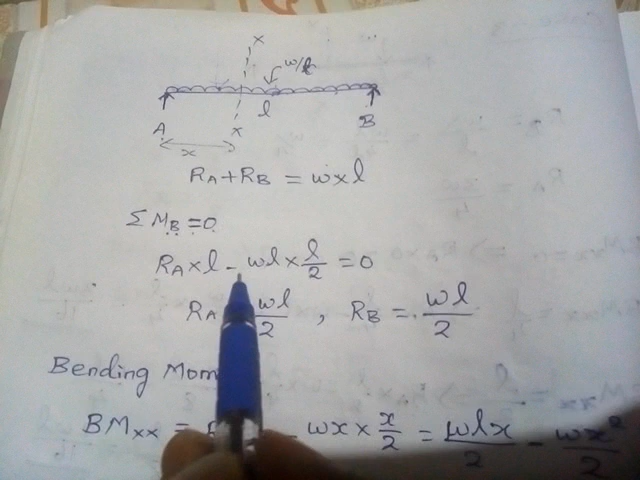 x
w/l
l
A B
x
x
RA+RB = wxl
ΣMB=0
RA×l - wl×l/2 =0
RA wl/2 , RB = wl/2
Bending Mom
BMxx = - wx × x/2 = wlx/2 - wx²/2